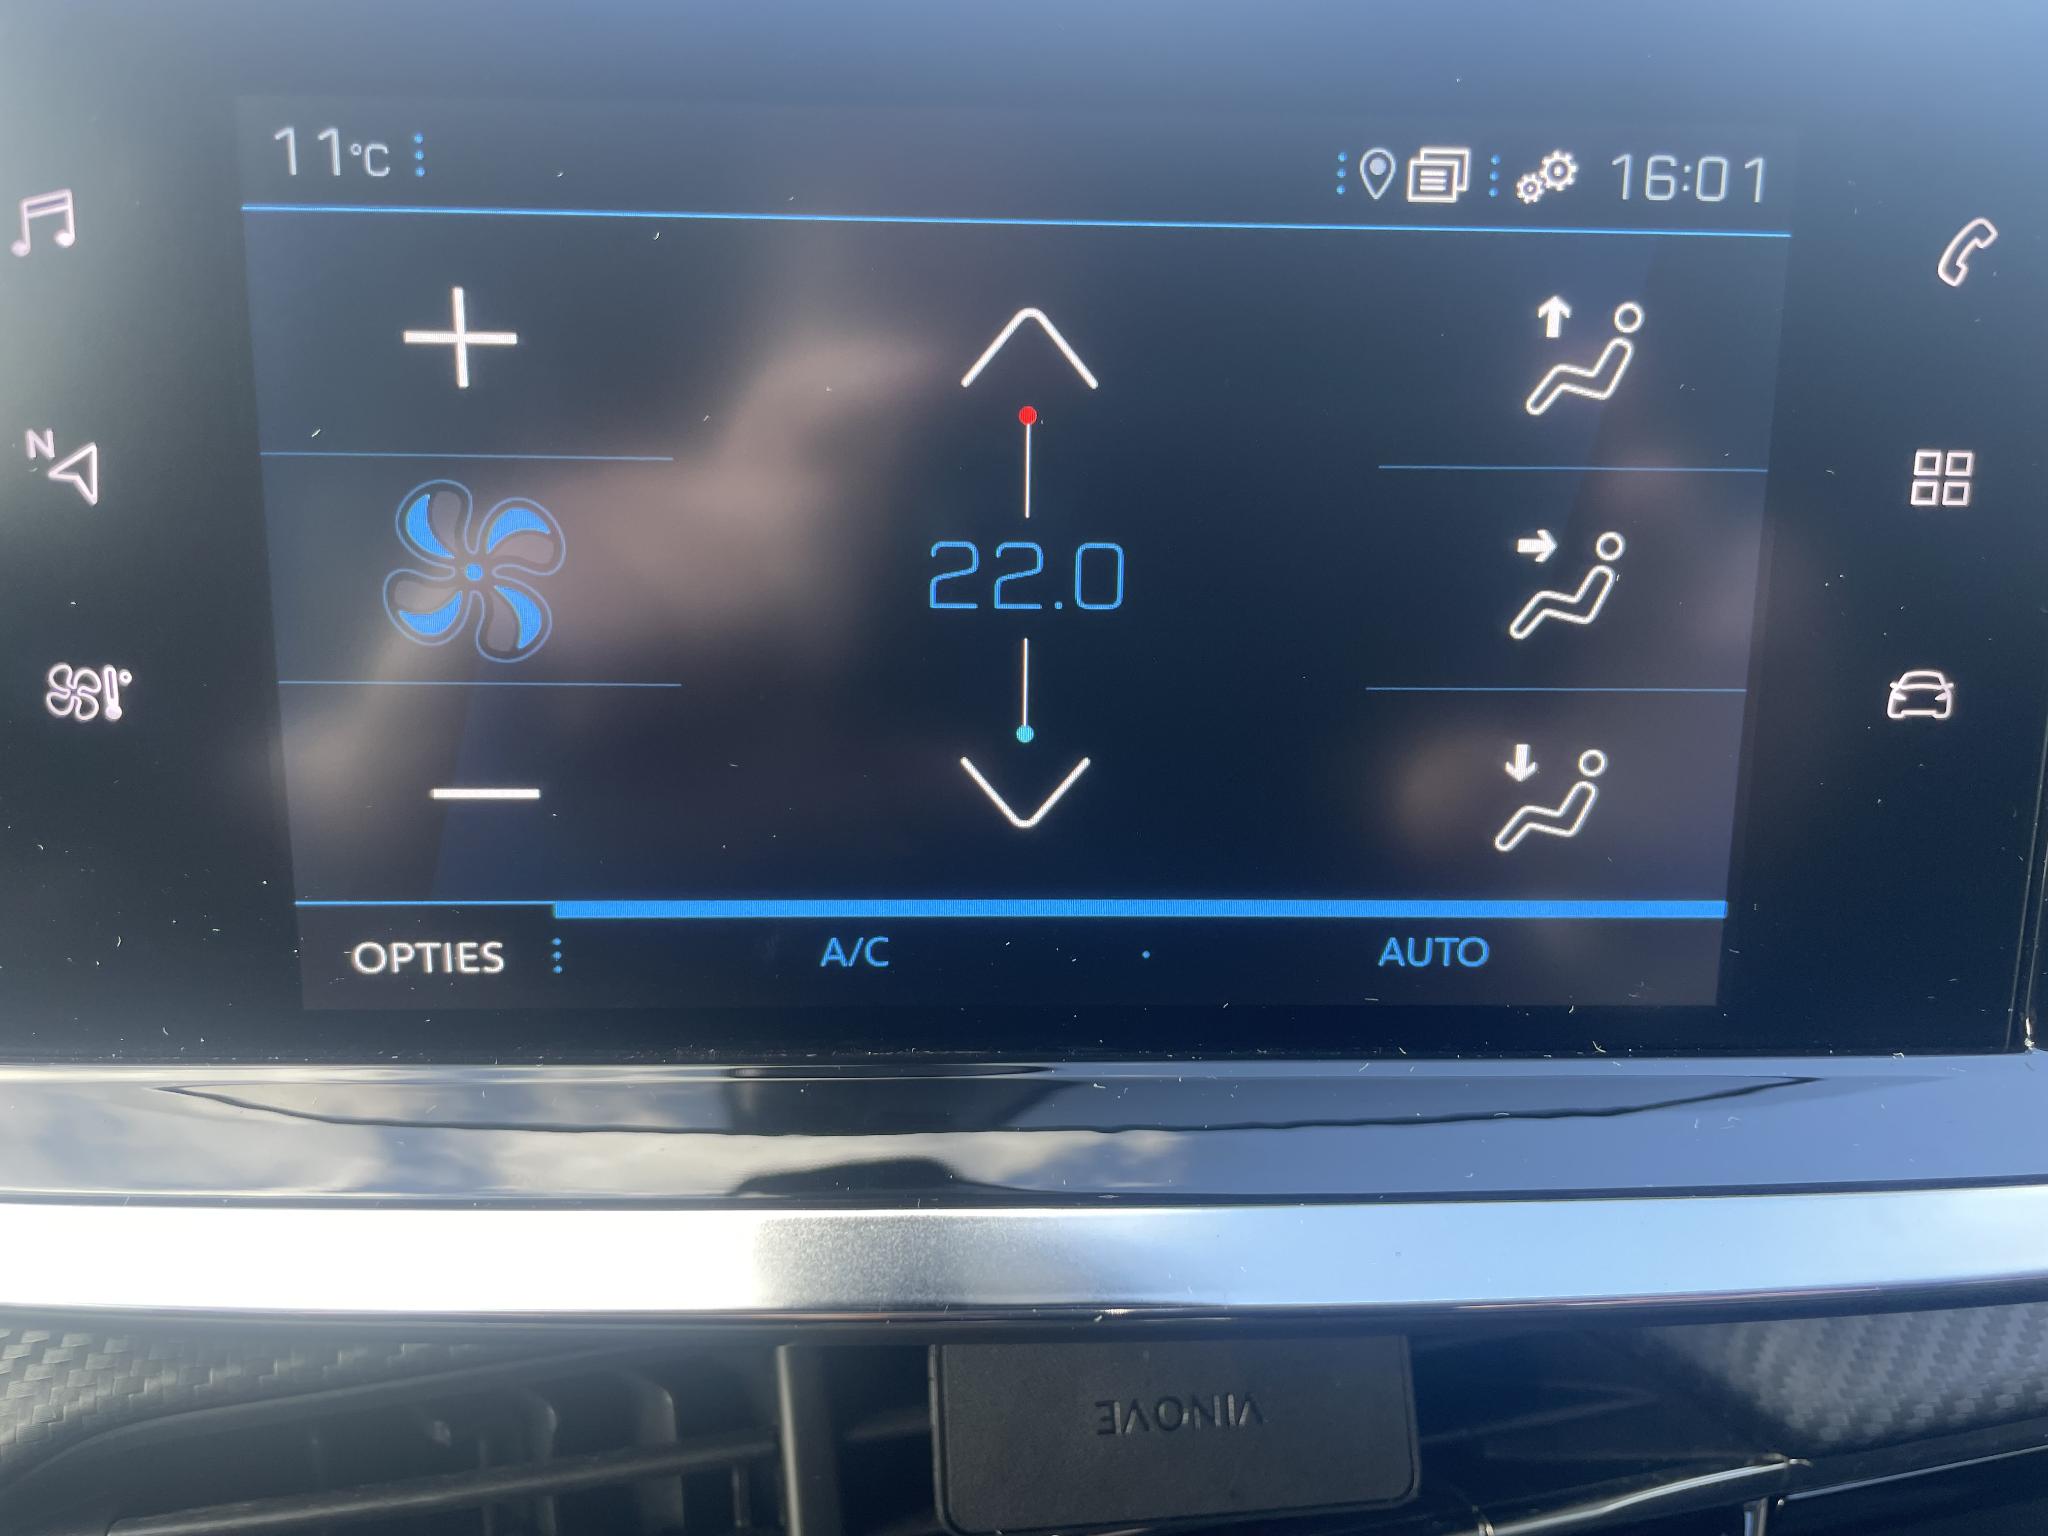 11°C 16:01
N
22.0
OPTIES A/C AUTO
VINOVE